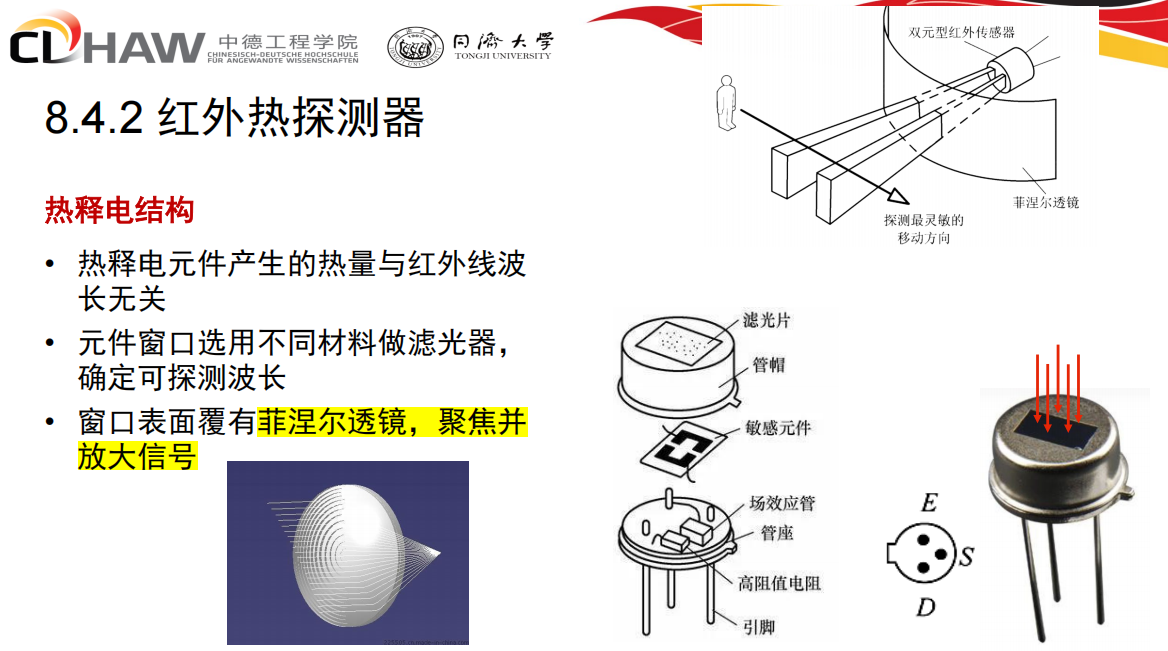 CDHAW
中德工程学院
CHINESISCH-DEUTSCHE HOCHSCHULE
FÜR ANGEWANDTE WISSENSCHAFTEN
同濟大學
TONGJI UNIVERSITY
8.4.2 红外热探测器
热释电结构
• 热释电元件产生的热量与红外线波
长无关
• 元件窗口选用不同材料做滤光器，
确定可探测波长
• 窗口表面覆有菲涅尔透镜，聚焦并
放大信号
双元型红外传感器
菲涅尔透镜
探测最灵敏的
移动方向
滤光片
管帽
敏感元件
场效应管
管座
高阻值电阻
引脚
E
S
D